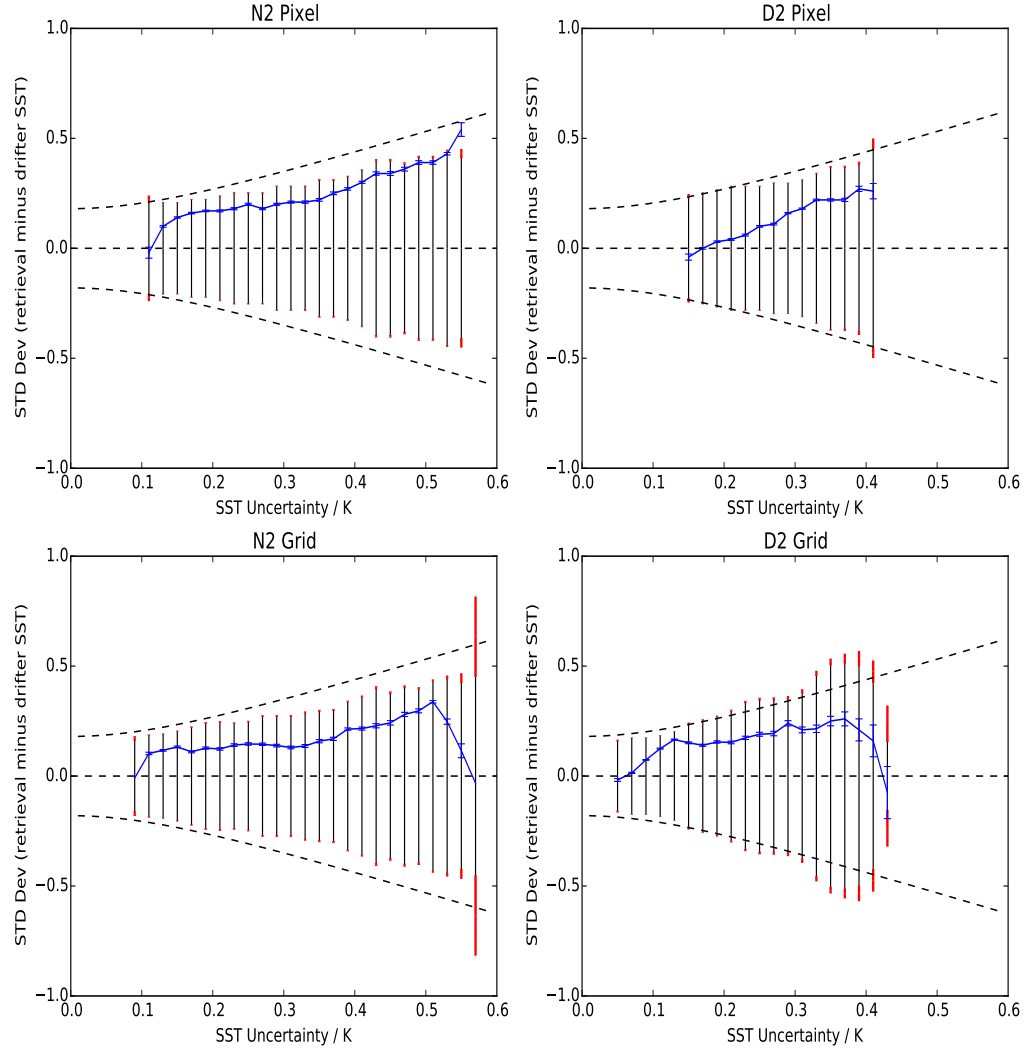 N2 Pixel
STD Dev (retrieval minus drifter SST)
1.0
0.5
0.0
−0.5
−1.0
0.0 0.1 0.2 0.3 0.4 0.5 0.6
SST Uncertainty / K
D2 Pixel
STD Dev (retrieval minus drifter SST)
1.0
0.5
0.0
−0.5
−1.0
0.0 0.1 0.2 0.3 0.4 0.5 0.6
SST Uncertainty / K
N2 Grid
STD Dev (retrieval minus drifter SST)
1.0
0.5
0.0
−0.5
−1.0
0.0 0.1 0.2 0.3 0.4 0.5 0.6
SST Uncertainty / K
D2 Grid
STD Dev (retrieval minus drifter SST)
1.0
0.5
0.0
−0.5
−1.0
0.0 0.1 0.2 0.3 0.4 0.5 0.6
SST Uncertainty / K